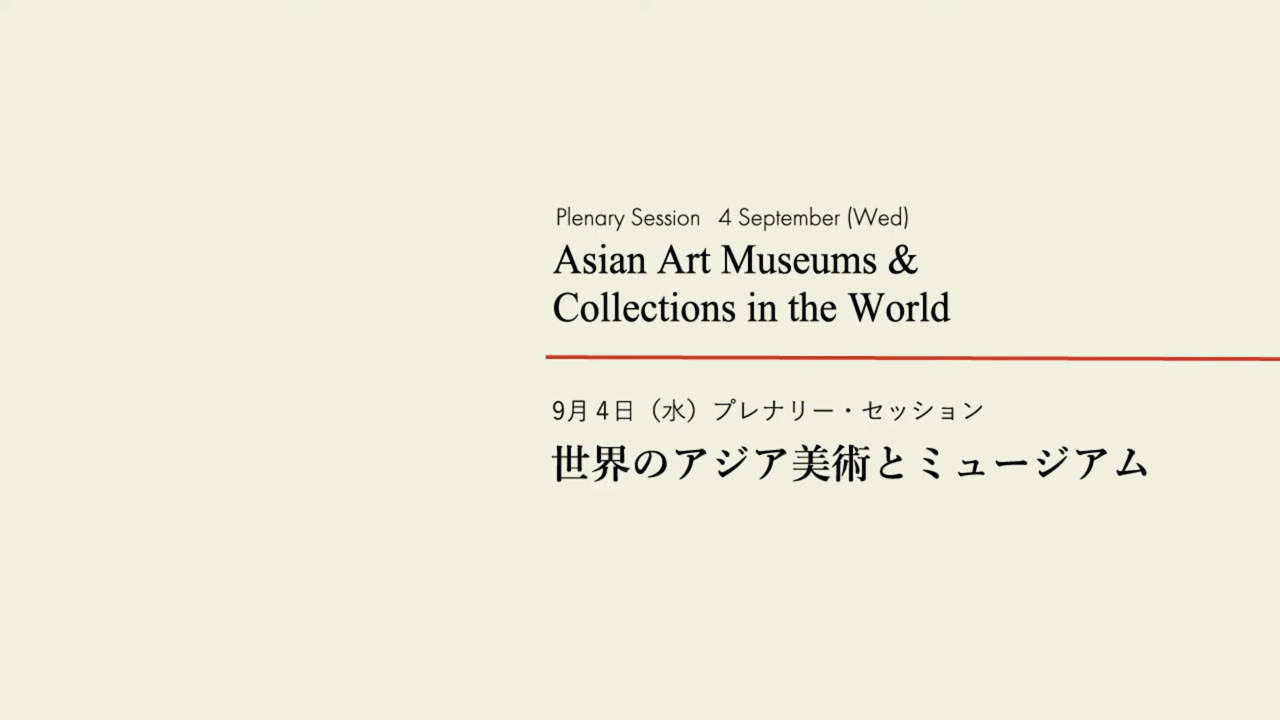 Plenary Session 4 September (Wed)
Asian Art Museums &
Collections in the World
9月4日（水）プレナリー・セッション
世界のアジア美術とミュージアム